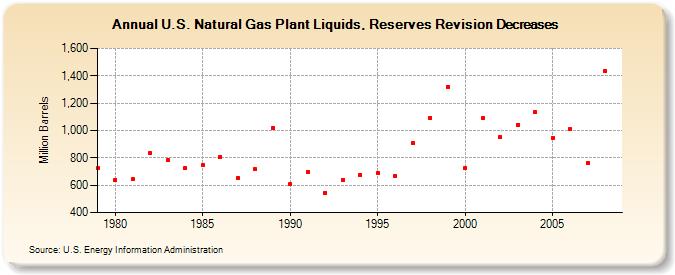 Annual U.S. Natural Gas Plant Liquids, Reserves Revision Decreases
Million Barrels
1,600
1,400
1,200
1,000
800
600
400
1980 1985 1990 1995 2000 2005
Source: U.S. Energy Information Administration